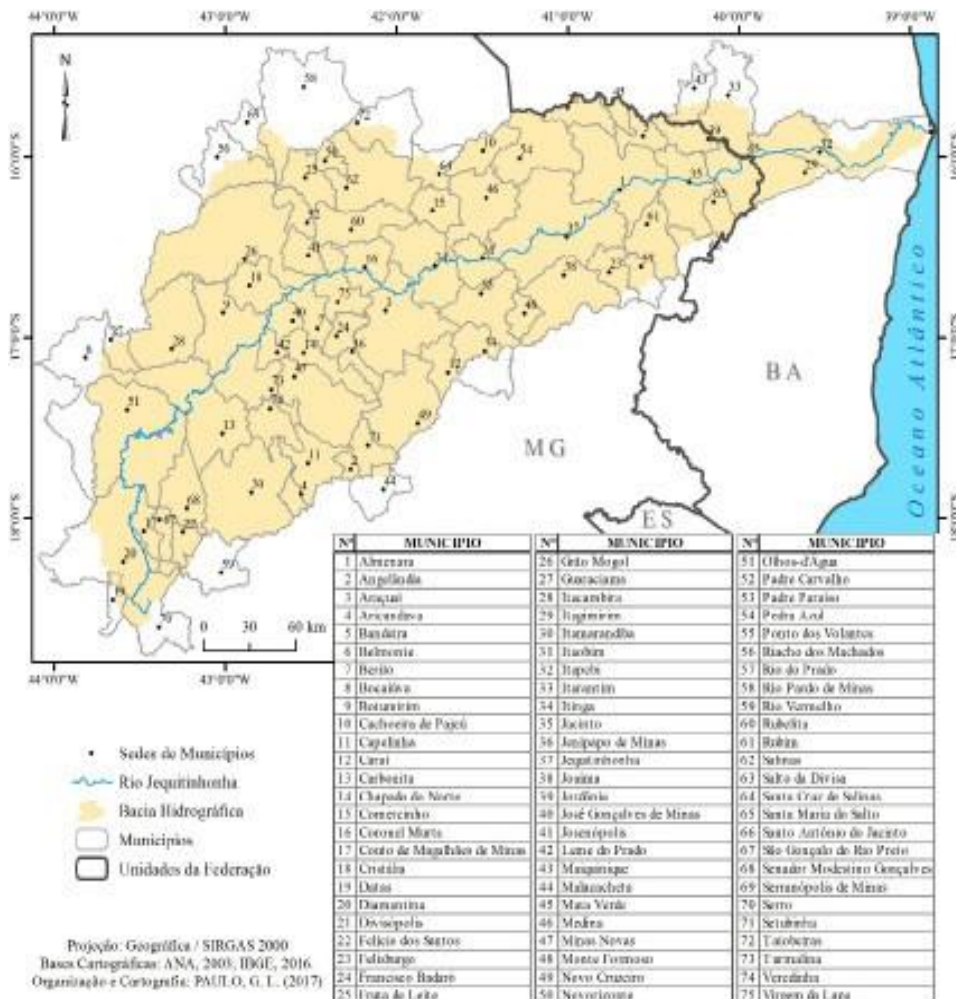 44°0'0"W 43°0'0"W 42°0'0"W 41°0'0"W 40°0'0"W 39°0'0"W
N
16°0'0"S
17°0'0"S
18°0'0"S
MG
BA
ES
Oceano Atlântico
0 30 60 km
44°0'0"W 43°0'0"W
Sedes de Municípios
Rio Jequitinhonha
Bacia Hidrográfica
Municípios
Unidades da Federação
Projeção: Geográfica / SIRGAS 2000
Bases Cartográficas: ANA, 2003; IBGE, 2016.
Organização e Cartografia: PAULO, G. L. (2017)
Nº MUNICIPIO
1 Almenara
2 Angelândia
3 Araçuaí
4 Aricanduva
5 Bandeira
6 Belmonte
7 Berilo
8 Bocaiúva
9 Botumirim
10 Cachoeira de Pajeú
11 Capelinha
12 Caraí
13 Carbonita
14 Chapada do Norte
15 Comercinho
16 Coronel Murta
17 Couto de Magalhães de Minas
18 Cristália
19 Datas
20 Diamantina
21 Divisópolis
22 Felício dos Santos
23 Felisburgo
24 Francisco Badaró
25 Fruta de Leite
Nº MUNICIPIO
26 Grão Mogol
27 Guaraciama
28 Itacambira
29 Itagimirim
30 Itamarandiba
31 Itaobim
32 Itapebi
33 Itarantim
34 Itinga
35 Jacinto
36 Jenipapo de Minas
37 Jequitinhonha
38 Joaíma
39 Jordânia
40 José Gonçalves de Minas
41 Josenópolis
42 Leme do Prado
43 Maiquinique
44 Malacacheta
45 Mata Verde
46 Medina
47 Minas Novas
48 Monte Formoso
49 Novo Cruzeiro
50 Novorizonte
Nº MUNICIPIO
51 Olhos-d'Água
52 Padre Carvalho
53 Padre Paraíso
54 Pedra Azul
55 Ponto dos Volantes
56 Riacho dos Machados
57 Rio do Prado
58 Rio Pardo de Minas
59 Rio Vermelho
60 Rubelita
61 Rubim
62 Salinas
63 Salto da Divisa
64 Santa Cruz de Salinas
65 Santa Maria do Salto
66 Santo Antônio do Jacinto
67 São Gonçalo do Rio Preto
68 Senador Modestino Gonçalves
69 Serranópolis de Minas
70 Serro
71 Setubinha
72 Taiobeiras
73 Turmalina
74 Veredinha
75 Virgem da Lapa